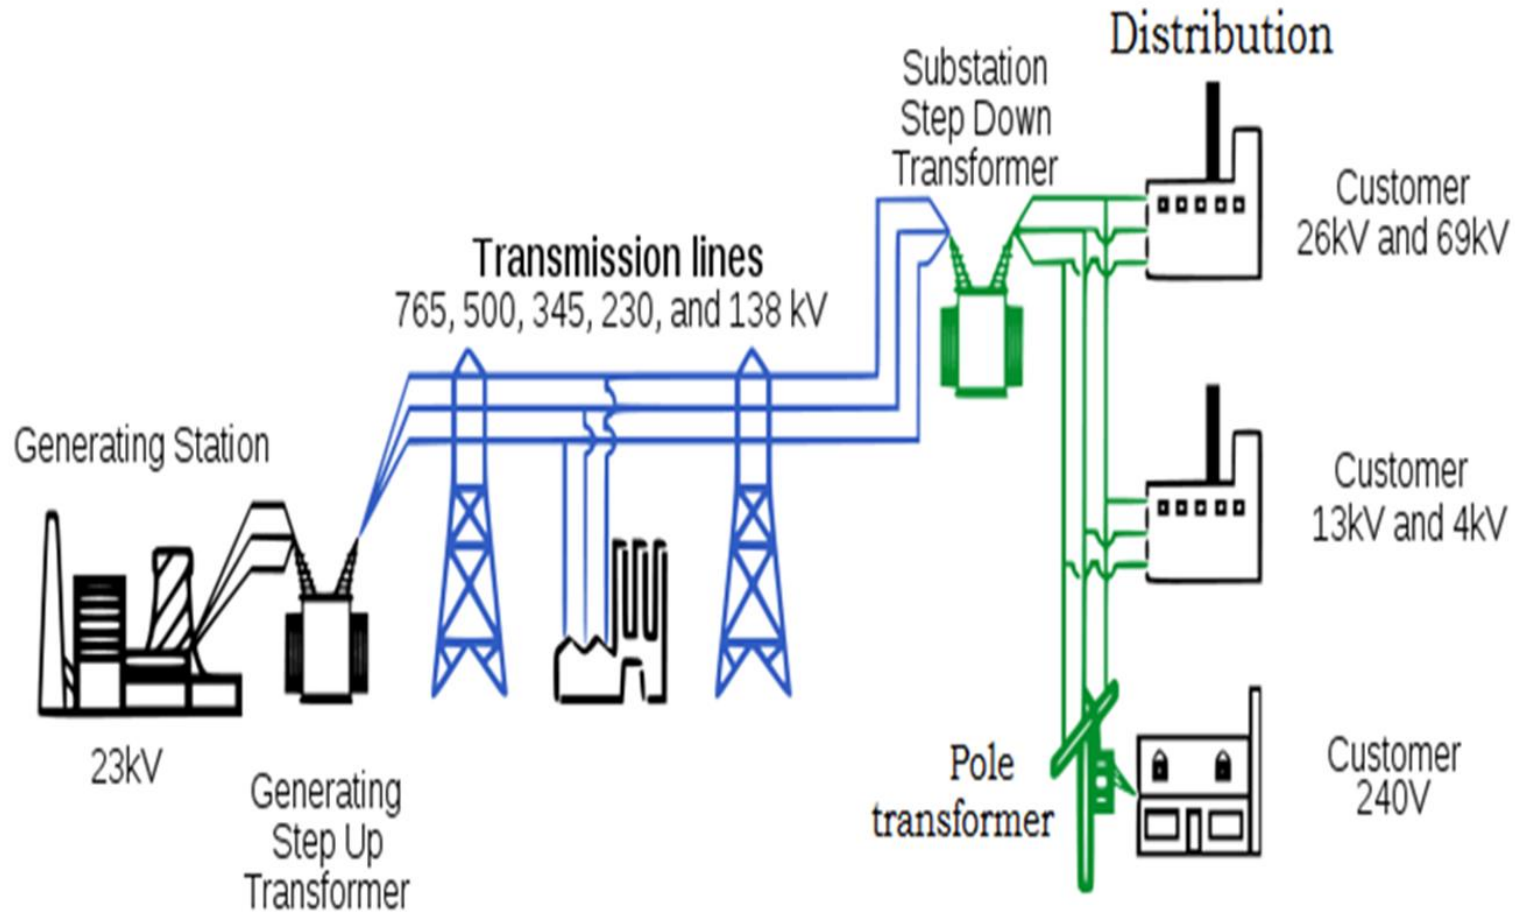 Distribution
Substation
Step Down
Transformer
Customer
26kV and 69kV
Transmission lines
765, 500, 345, 230, and 138 kV
Generating Station
Customer
13kV and 4kV
23kV
Generating
Step Up
Transformer
Pole
transformer
Customer
240V